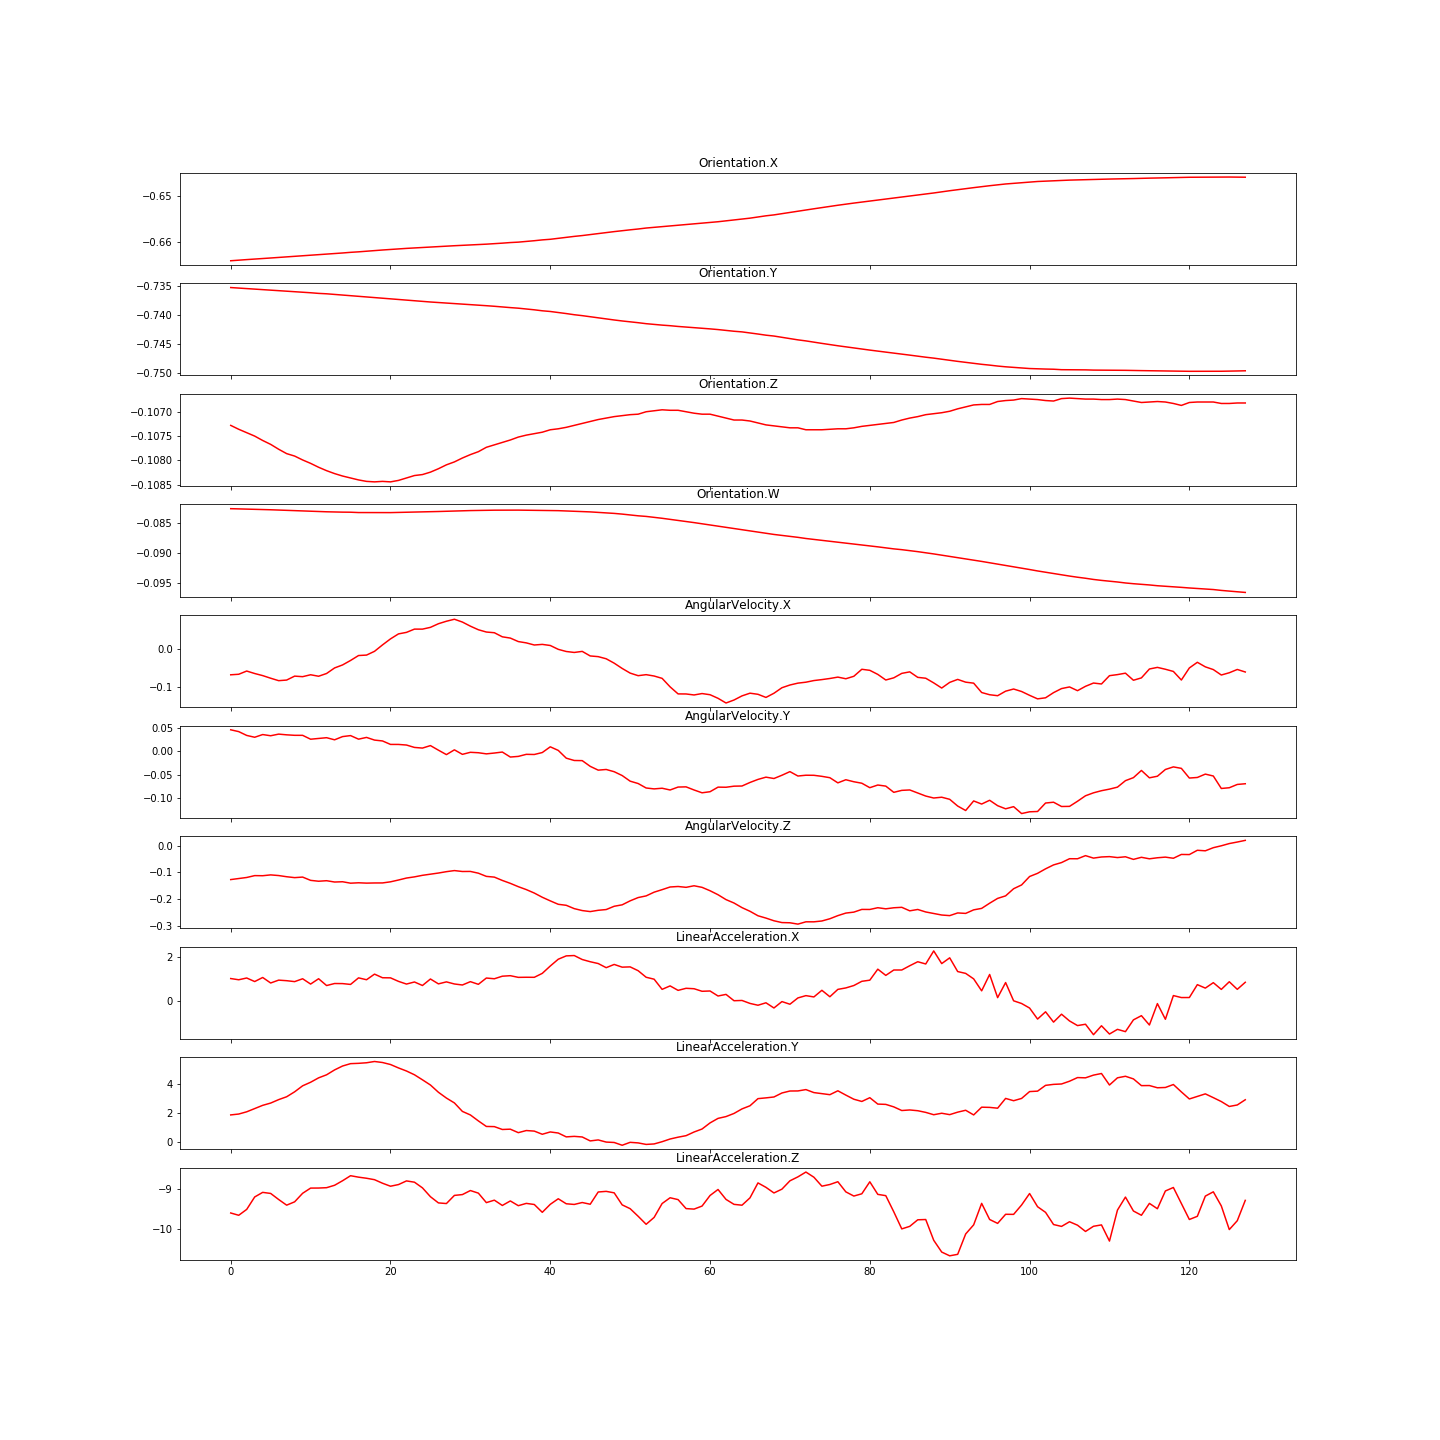 Orientation.X
−0.65
−0.66
Orientation.Y
−0.735
−0.740
−0.745
−0.750
Orientation.Z
−0.1070
−0.1075
−0.1080
−0.1085
Orientation.W
−0.085
−0.090
−0.095
AngularVelocity.X
0.0
−0.1
AngularVelocity.Y
0.05
0.00
−0.05
−0.10
AngularVelocity.Z
0.0
−0.1
−0.2
−0.3
LinearAcceleration.X
2
0
LinearAcceleration.Y
4
2
0
LinearAcceleration.Z
−9
−10
0 20 40 60 80 100 120